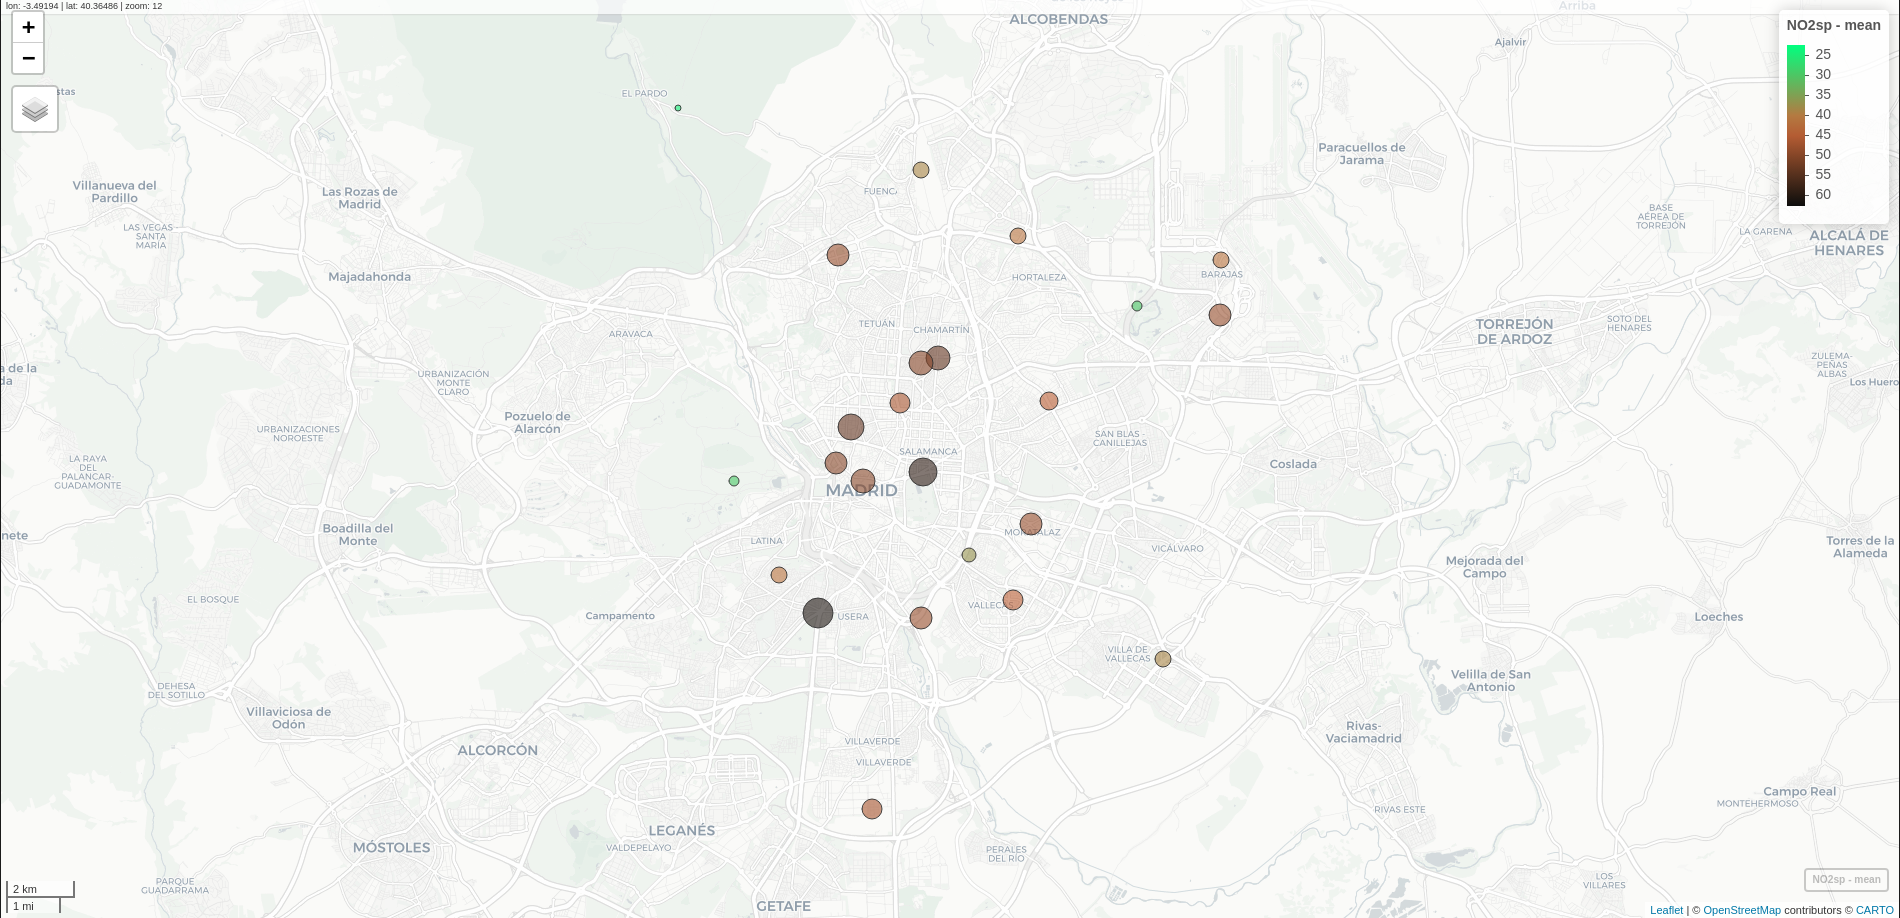 lon: -3.49194 | lat: 40.36486 | zoom: 12
+
−
NO2sp - mean
25
30
35
40
45
50
55
60
Arriba
ALCOBENDAS
Ajalvir
stas
EL PARDO
Paracuellos de
Jarama
Villanueva del
Pardillo
Las Rozas de
Madrid
FUENCA
BASE
AÉREA DE
TORREJÓN
LAS VEGAS -
SANTA
MARÍA
LA GARENA
ALCALÁ DE
HENARES
Majadahonda
HORTALEZA
BARAJAS
ARAVACA
TETUÁN
CHAMARTÍN
TORREJÓN
DE ARDOZ
SOTO DEL
HENARES
ZULEMA-
PEÑAS
ALBAS
a de la
da
URBANIZACIÓN
MONTE
CLARO
Los Huero
Pozuelo de
Alarcón
URBANIZACIONES
NOROESTE
SAN BLAS -
CANILLEJAS
SALAMANCA
LA RAYA
DEL
PALANCAR-
GUADAMONTE
Coslada
MADRID
Boadilla del
Monte
nete
LATINA
MORATALAZ
VICÁLVARO
Torres de la
Alameda
Mejorada del
Campo
EL BOSQUE
Campamento
USERA
VALLECAS
Loeches
VILLA DE
VALLECAS
DEHESA
DEL SOTILLO
Velilla de San
Antonio
Villaviciosa de
Odón
Rivas-
Vaciamadrid
ALCORCÓN
VILLAVERDE
VILLAVERDE
Campo Real
MONTEHERMOSO
RIVAS ESTE
LEGANÉS
VALDEPELAYO
MÓSTOLES
PERALES
DEL RÍO
PARQUE
GUADARRAMA
LOS
VILLARES
GETAFE
2 km
1 mi
NO2sp - mean
Leaflet | © OpenStreetMap contributors © CARTO